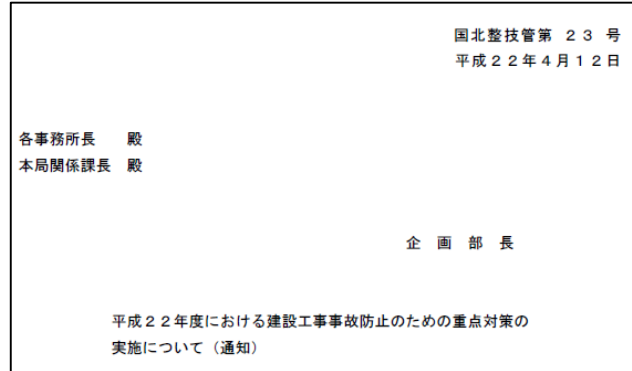 国北整技管第 ２３ 号
平成２２年４月１２日
各事務所長　　殿
本局関係課長　殿
企　画　部　長
平成２２年度における建設工事事故防止のための重点対策の
実施について（通知）